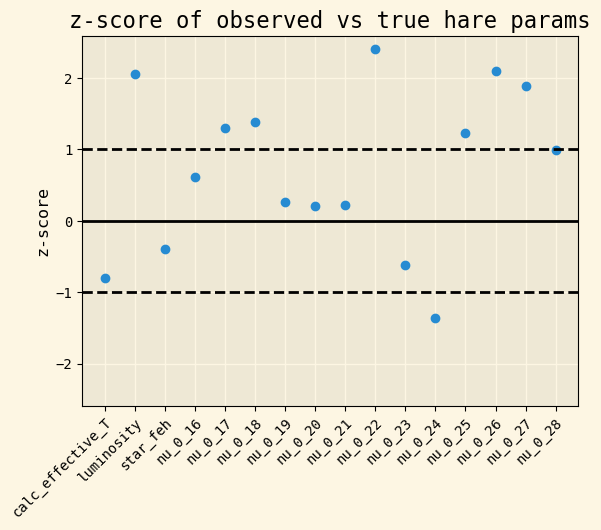 z-score of observed vs true hare params
z-score
2
1
0
−1
−2
calc_effective_T
luminosity
star_feh
nu_0_16
nu_0_17
nu_0_18
nu_0_19
nu_0_20
nu_0_21
nu_0_22
nu_0_23
nu_0_24
nu_0_25
nu_0_26
nu_0_27
nu_0_28